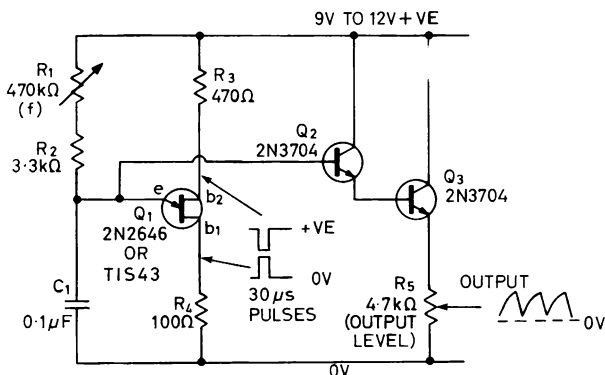 9V TO 12V+VE
R1
470kΩ
(f)
R2
3·3kΩ
R3
470Ω
Q2
2N3704
Q3
2N3704
e
b2
b1
Q1
2N2646
OR
TIS43
+VE
0V
30µs
PULSES
C1
0·1µF
R4
100Ω
R5
4·7kΩ
(OUTPUT
LEVEL)
OUTPUT
0V
0V